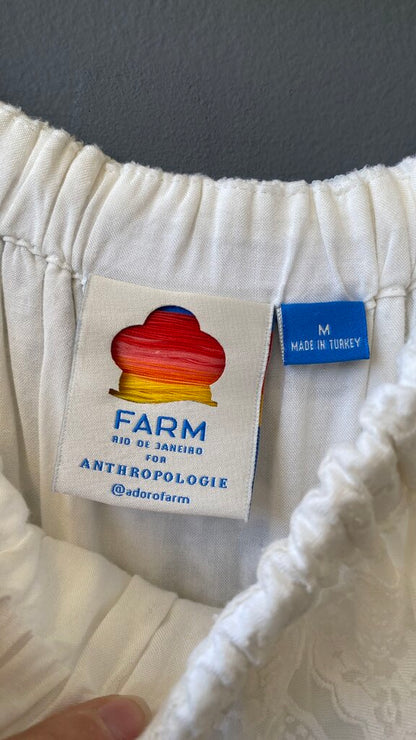 FARM
RIO DE JANEIRO
FOR
ANTHROPOLOGIE
@adorofarm
M
MADE IN TURKEY